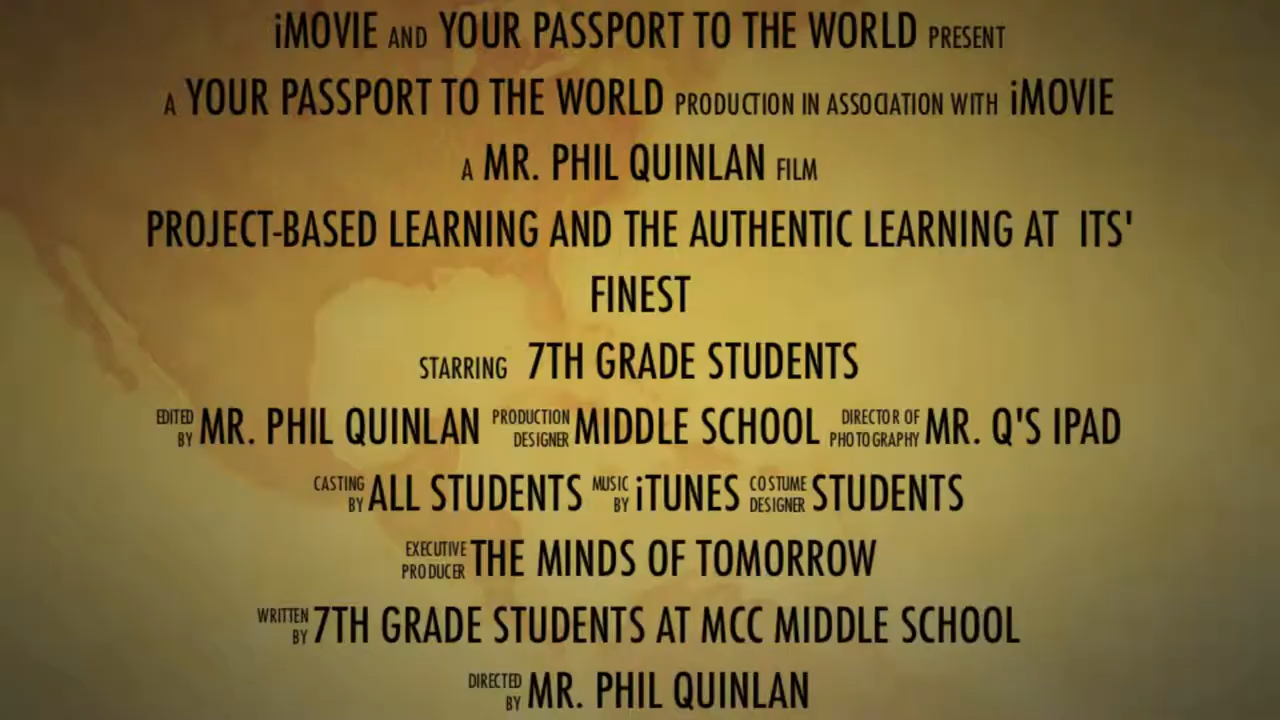 iMOVIE AND YOUR PASSPORT TO THE WORLD PRESENT
A YOUR PASSPORT TO THE WORLD PRODUCTION IN ASSOCIATION WITH iMOVIE
A MR. PHIL QUINLAN FILM
PROJECT-BASED LEARNING AND THE AUTHENTIC LEARNING AT ITS'
FINEST
STARRING 7TH GRADE STUDENTS
EDITED BY MR. PHIL QUINLAN PRODUCTION DESIGNER MIDDLE SCHOOL DIRECTOR OF PHOTOGRAPHY MR. Q'S IPAD
CASTING BY ALL STUDENTS MUSIC BY iTUNES COSTUME DESIGNER STUDENTS
EXECUTIVE PRODUCER THE MINDS OF TOMORROW
WRITTEN BY 7TH GRADE STUDENTS AT MCC MIDDLE SCHOOL
DIRECTED BY MR. PHIL QUINLAN